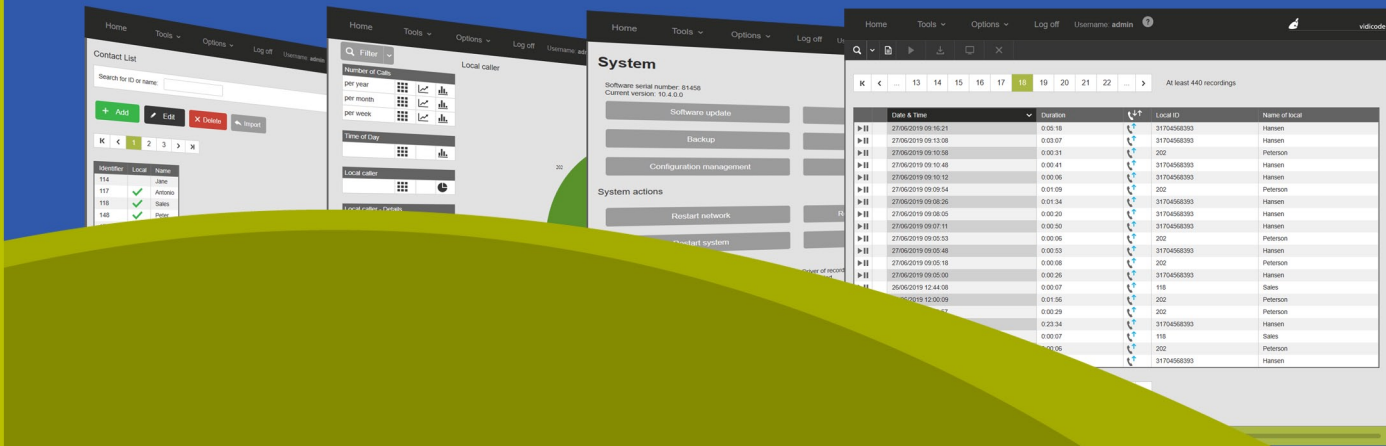 Home Tools Options Log off Username: admin
Contact List
Search for ID or name:
+ Add Edit X Delete Import
1 2 3
Identifier Local Name
114 Jane
117 Antonio
118 Sales
148 Peter
Home Tools Options Log off Username:
Filter
Local caller
Number of Calls
per year
per month
per week
Time of Day
202
Local caller
Local caller - Details
Home Tools Options Log off
System
Software serial number: 81458
Current version: 10.4.0.0
Software update
Backup
Configuration management
System actions
Restart network
Restart system
Driver of record
Home Tools Options Log off Username: admin ? vidicode
... 13 14 15 16 17 18 19 20 21 22 ... At least 440 recordings
Date & Time Duration Local ID Name of local
27/06/2019 09:16:21 0:05:18 31704568393 Hansen
27/06/2019 09:13:08 0:03:07 31704568393 Hansen
27/06/2019 09:10:58 0:00:31 202 Peterson
27/06/2019 09:10:48 0:00:41 31704568393 Hansen
27/06/2019 09:10:12 0:00:06 31704568393 Hansen
27/06/2019 09:09:54 0:01:09 202 Peterson
27/06/2019 09:08:26 0:01:34 31704568393 Hansen
27/06/2019 09:08:05 0:00:20 31704568393 Hansen
27/06/2019 09:07:11 0:00:50 31704568393 Hansen
27/06/2019 09:05:53 0:00:06 202 Peterson
27/06/2019 09:05:48 0:00:53 31704568393 Hansen
27/06/2019 09:05:18 0:00:08 202 Peterson
27/06/2019 09:05:00 0:00:26 31704568393 Hansen
26/06/2019 12:44:08 0:00:07 118 Sales
/2019 12:00:09 0:01:56 202 Peterson
0:00:29 202 Peterson
0:23:34 31704568393 Hansen
0:00:07 118 Sales
0:00:06 202 Peterson
31704568393 Hansen